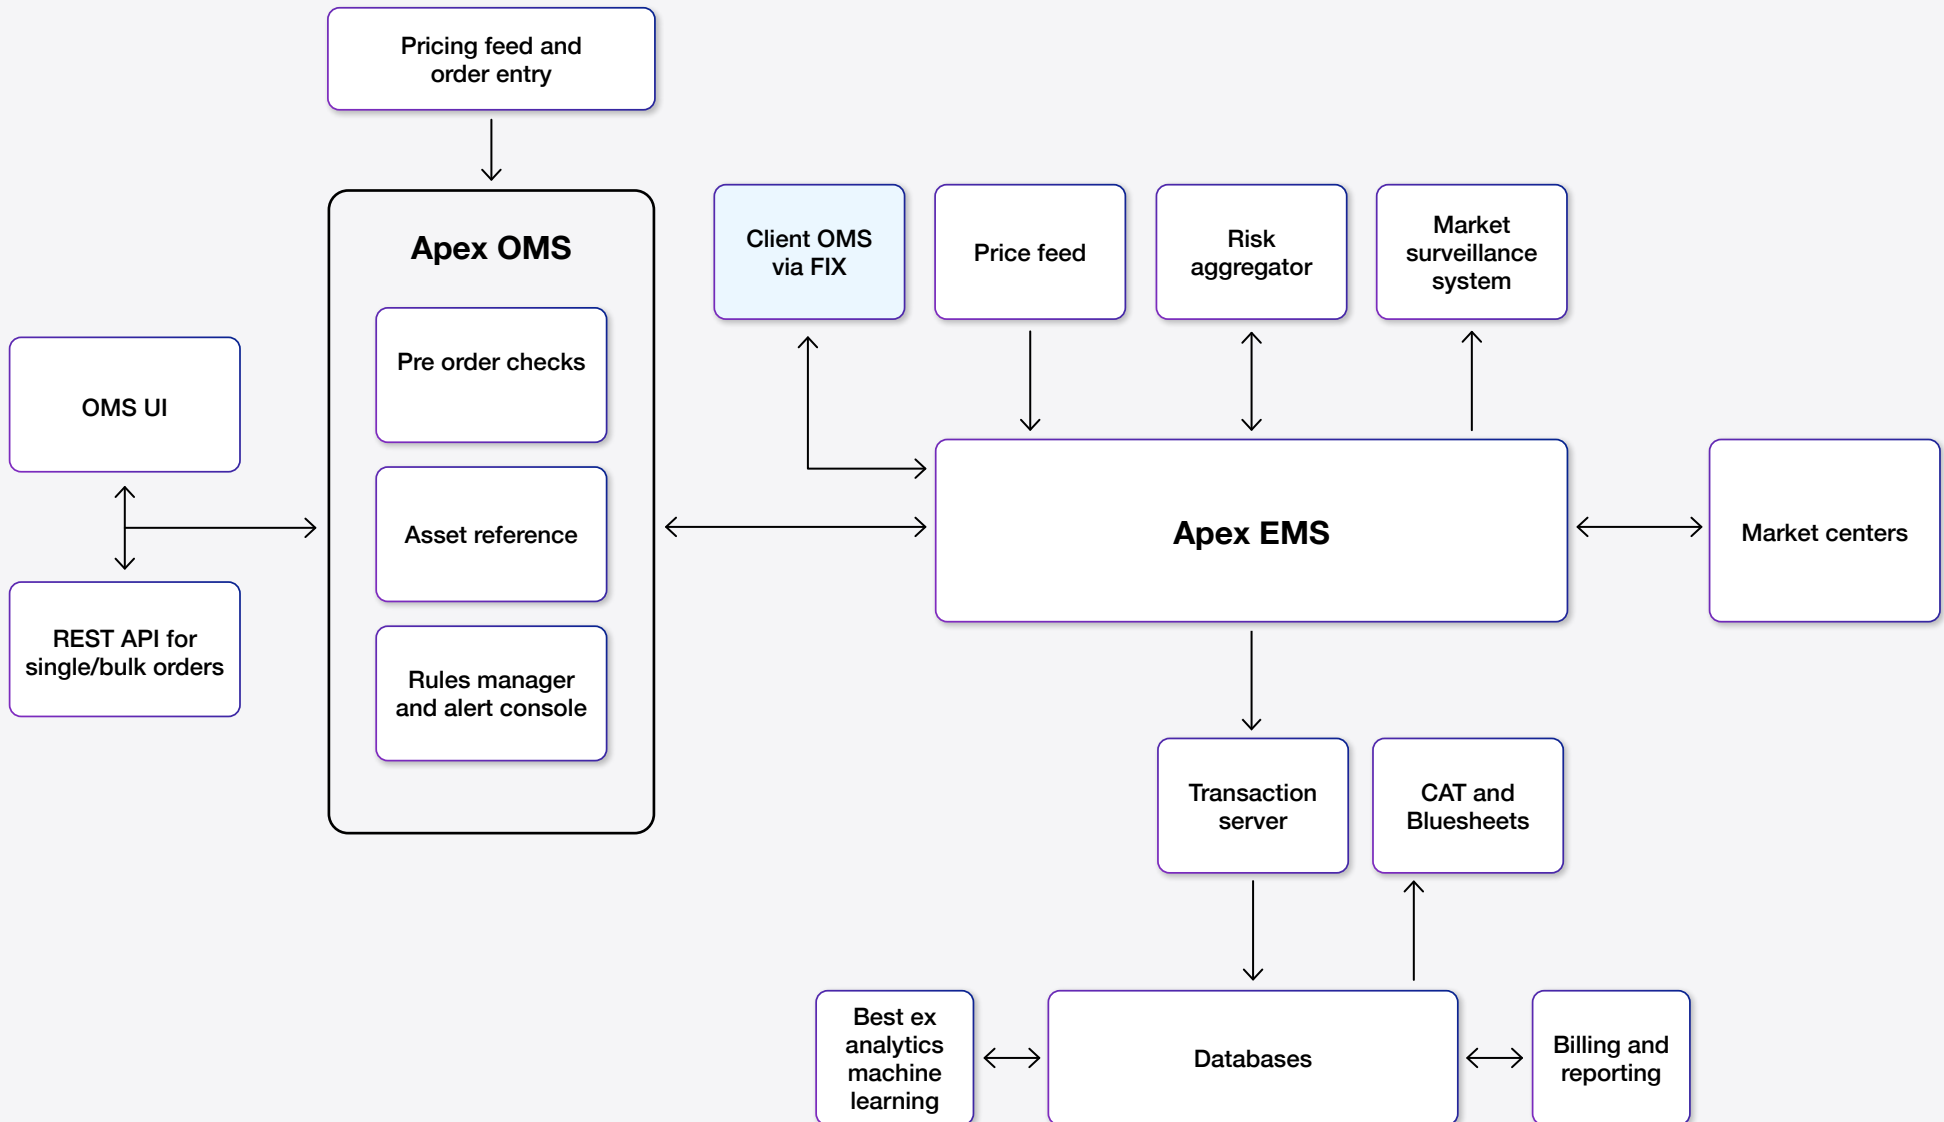 Pricing feed and
order entry
Apex OMS
Pre order checks
Asset reference
Rules manager
and alert console
OMS UI
REST API for
single/bulk orders
Client OMS
via FIX
Price feed
Risk
aggregator
Market
surveillance
system
Apex EMS
Market centers
Transaction
server
CAT and
Bluesheets
Best ex
analytics
machine
learning
Databases
Billing and
reporting